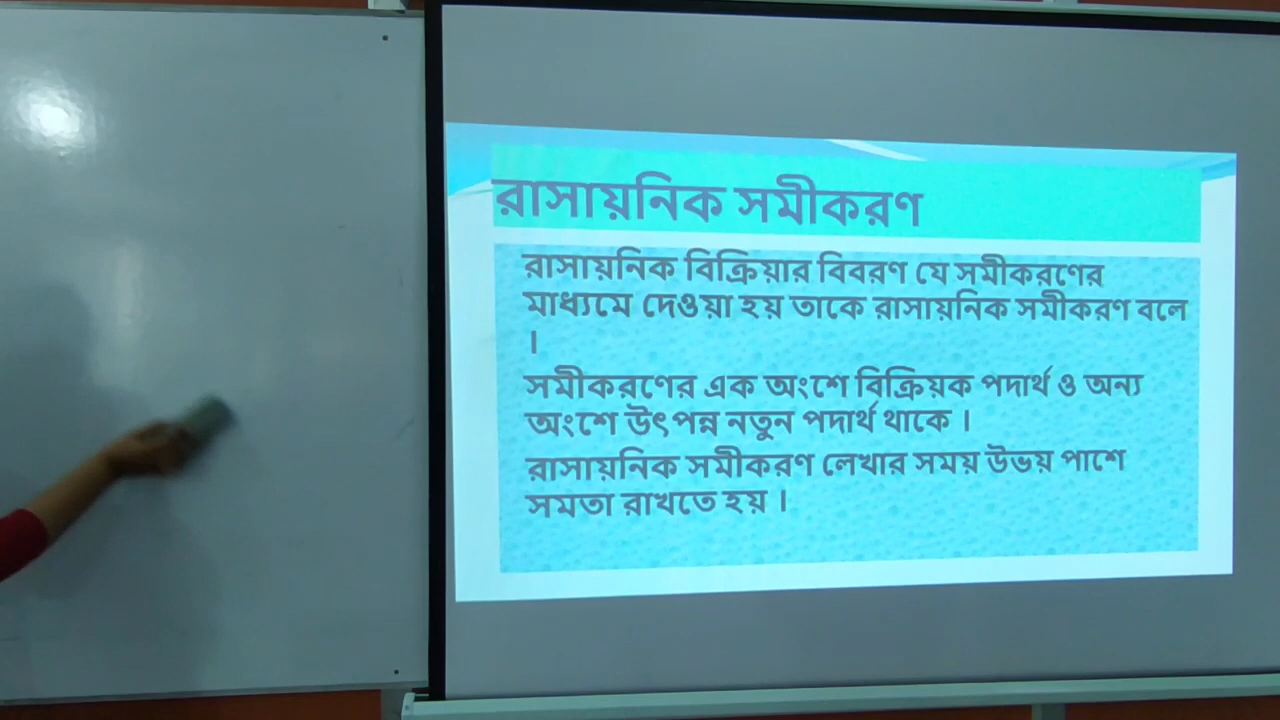 রাসায়নিক সমীকরণ
রাসায়নিক বিক্রিয়ার বিবরণ যে সমীকরণের
মাধ্যমে দেওয়া হয় তাকে রাসায়নিক সমীকরণ বলে
।
সমীকরণের এক অংশে বিক্রিয়ক পদার্থ ও অন্য
অংশে উৎপন্ন নতুন পদার্থ থাকে ।
রাসায়নিক সমীকরণ লেখার সময় উভয় পাশে
সমতা রাখতে হয় ।